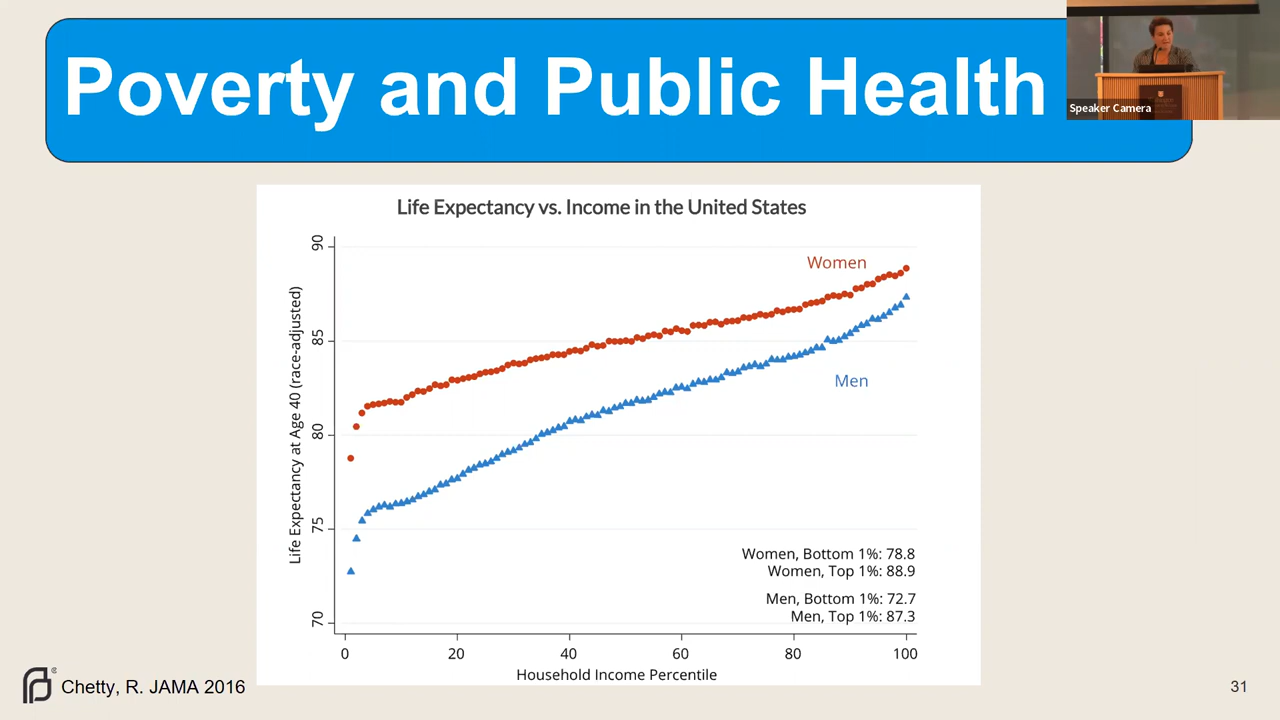 Poverty and Public Health
Speaker Camera
Life Expectancy vs. Income in the United States
Life Expectancy at Age 40 (race-adjusted)
90
85
80
75
70
Women
Men
Women, Bottom 1%: 78.8
Women, Top 1%: 88.9
Men, Bottom 1%: 72.7
Men, Top 1%: 87.3
0 20 40 60 80 100
Household Income Percentile
Chetty, R. JAMA 2016
31